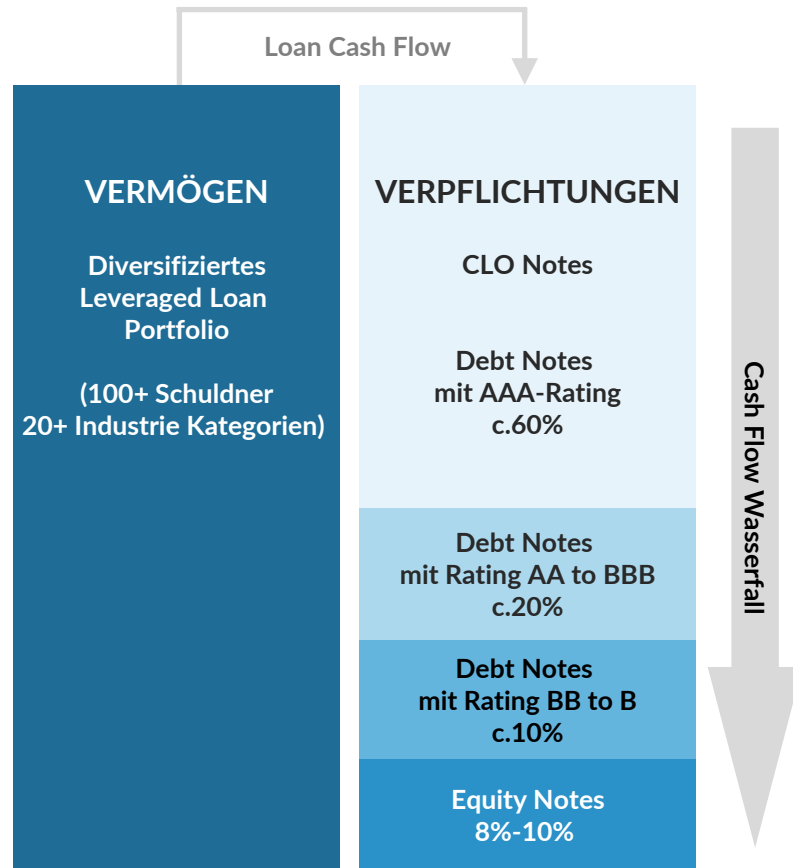 Loan Cash Flow
VERMÖGEN
Diversifiziertes
Leveraged Loan
Portfolio
(100+ Schuldner
20+ Industrie Kategorien)
VERPFLICHTUNGEN
CLO Notes
Debt Notes
mit AAA-Rating
c.60%
Debt Notes
mit Rating AA to BBB
c.20%
Debt Notes
mit Rating BB to B
c.10%
Equity Notes
8%-10%
Cash Flow Wasserfall